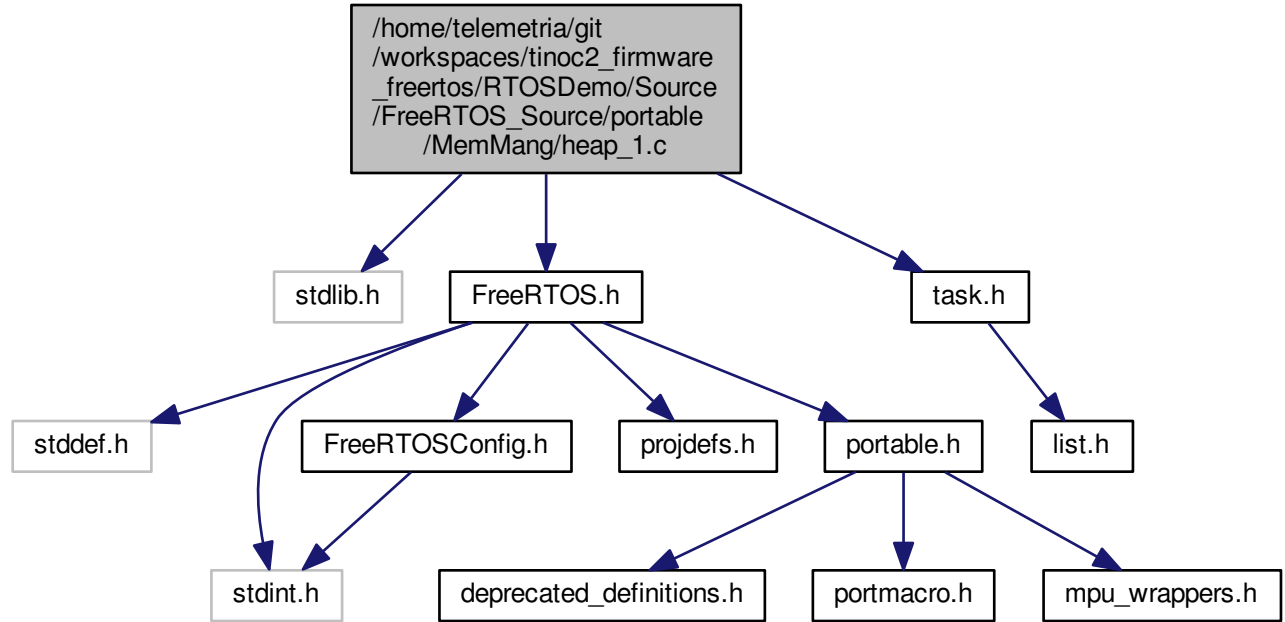 /home/telemetria/git
/workspaces/tinoc2_firmware
_freertos/RTOSDemo/Source
/FreeRTOS_Source/portable
/MemMang/heap_1.c
stdlib.h
FreeRTOS.h
task.h
stddef.h
FreeRTOSConfig.h
projdefs.h
portable.h
list.h
stdint.h
deprecated_definitions.h
portmacro.h
mpu_wrappers.h